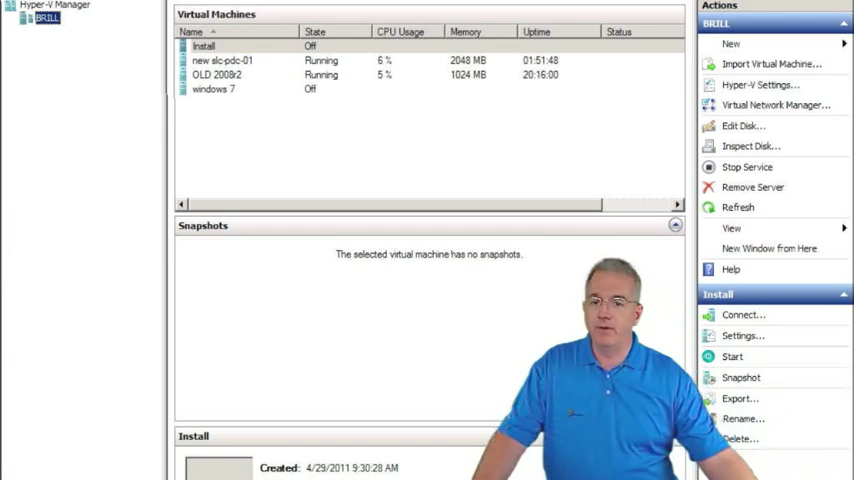 Hyper-V Manager
BRILL
Virtual Machines
Name State CPU Usage Memory Uptime Status
Install Off
new slc-pdc-01 Running 6 % 2048 MB 01:51:48
OLD 2008r2 Running 5 % 1024 MB 20:16:00
windows 7 Off
Snapshots
The selected virtual machine has no snapshots.
Install
Created: 4/29/2011 9:30:28 AM
Actions
BRILL
New
Import Virtual Machine...
Hyper-V Settings...
Virtual Network Manager...
Edit Disk...
Inspect Disk...
Stop Service
Remove Server
Refresh
View
New Window from Here
Help
Install
Connect...
Settings...
Start
Snapshot
Export...
Rename...
Delete...